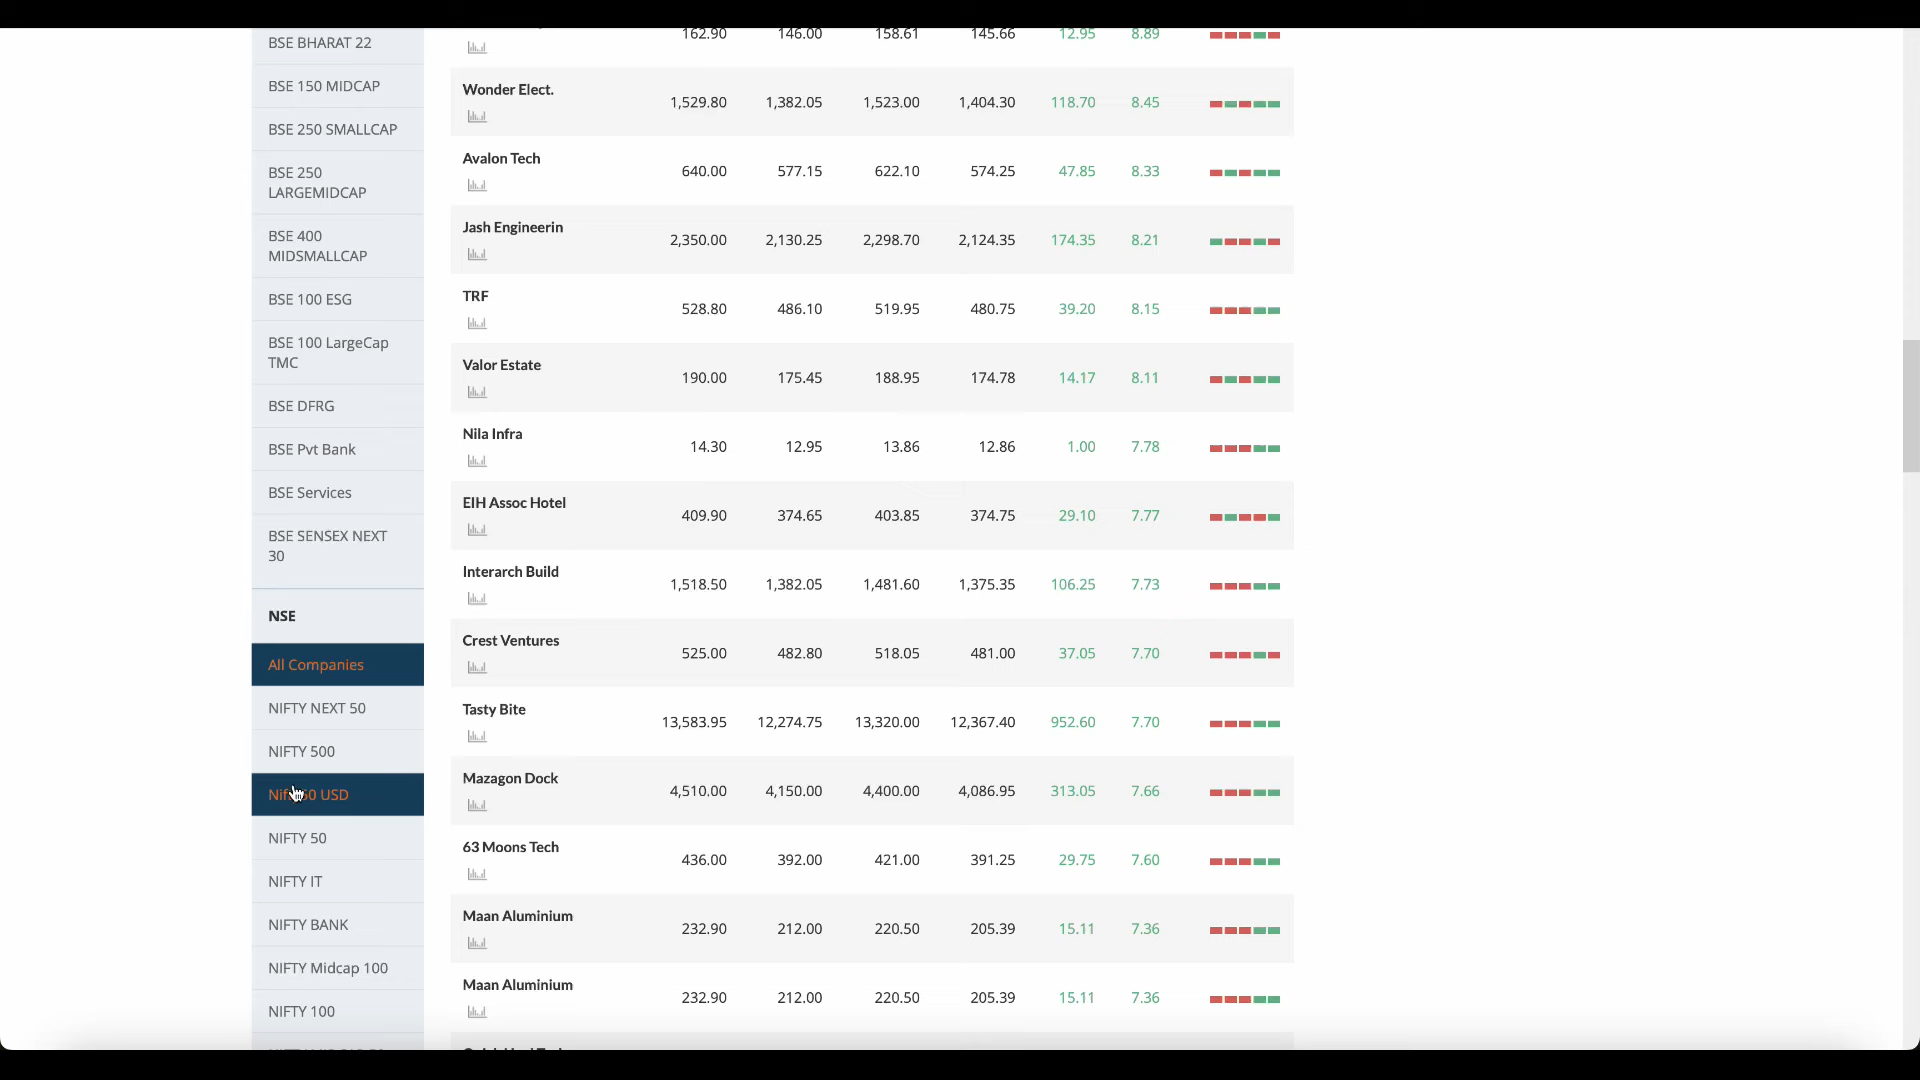 BSE BHARAT 22
BSE 150 MIDCAP
BSE 250 SMALLCAP
BSE 250
LARGEMIDCAP
BSE 400
MIDSMALLCAP
BSE 100 ESG
BSE 100 LargeCap
TMC
BSE DFRG
BSE Pvt Bank
BSE Services
BSE SENSEX NEXT
30
NSE
All Companies
NIFTY NEXT 50
NIFTY 500
USD
NIFTY 50
NIFTY IT
NIFTY BANK
NIFTY Midcap 100
NIFTY 100
162.90 146.00 158.61 145.66 12.95 8.89
Wonder Elect. 1,529.80 1,382.05 1,523.00 1,404.30 118.70 8.45
Avalon Tech 640.00 577.15 622.10 574.25 47.85 8.33
Jash Engineerin 2,350.00 2,130.25 2,298.70 2,124.35 174.35 8.21
TRF 528.80 486.10 519.95 480.75 39.20 8.15
Valor Estate 190.00 175.45 188.95 174.78 14.17 8.11
Nila Infra 14.30 12.95 13.86 12.86 1.00 7.78
EIH Assoc Hotel 409.90 374.65 403.85 374.75 29.10 7.77
Interarch Build 1,518.50 1,382.05 1,481.60 1,375.35 106.25 7.73
Crest Ventures 525.00 482.80 518.05 481.00 37.05 7.70
Tasty Bite 13,583.95 12,274.75 13,320.00 12,367.40 952.60 7.70
Mazagon Dock 4,510.00 4,150.00 4,400.00 4,086.95 313.05 7.66
63 Moons Tech 436.00 392.00 421.00 391.25 29.75 7.60
Maan Aluminium 232.90 212.00 220.50 205.39 15.11 7.36
Maan Aluminium 232.90 212.00 220.50 205.39 15.11 7.36